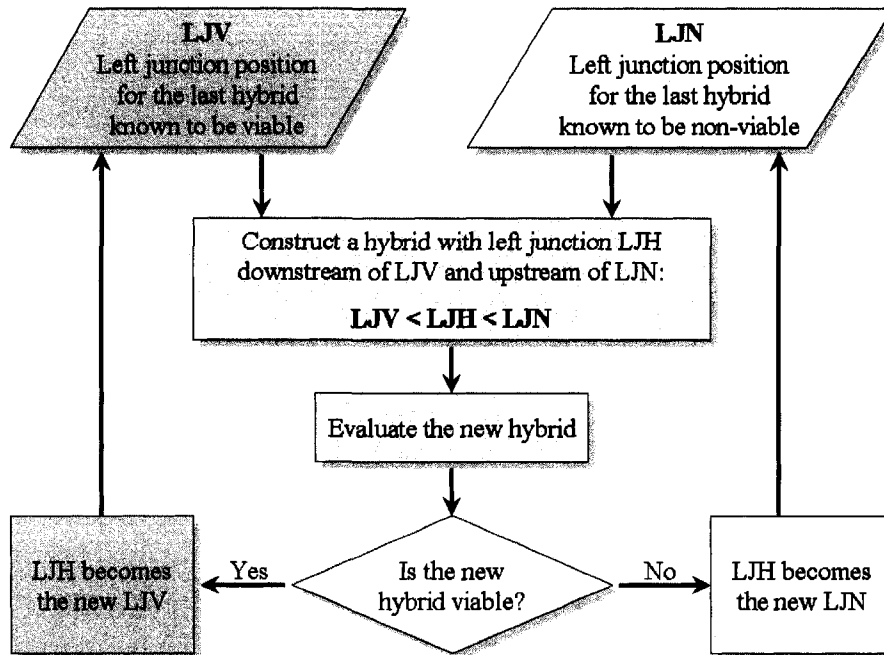 LJV
Left junction position
for the last hybrid
known to be viable
LJN
Left junction position
for the last hybrid
known to be non-viable
Construct a hybrid with left junction LJH
downstream of LJV and upstream of LJN:
LJV < LJH < LJN
Evaluate the new hybrid
Is the new
hybrid viable?
Yes
No
LJH becomes
the new LJV
LJH becomes
the new LJN